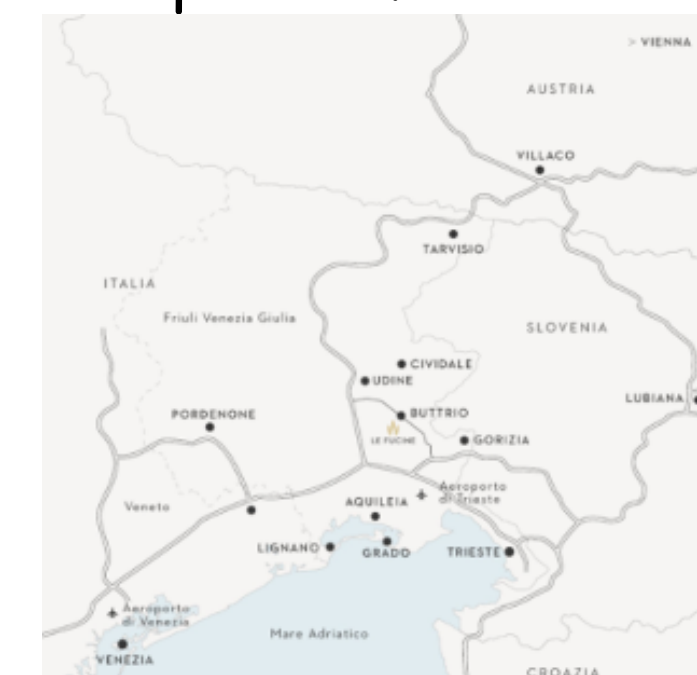 > VIENNA
AUSTRIA
VILLACO
TARVISIO
ITALIA
Friuli Venezia Giulia
SLOVENIA
CIVIDALE
UDINE
LUBIANA
PORDENONE
BUTTRIO
LE FUCINE
GORIZIA
Aeroporto
di Trieste
Veneto
AQUILEIA
LIGNANO
GRADO
TRIESTE
Aeroporto
di Venezia
Mare Adriatico
VENEZIA
CROAZIA